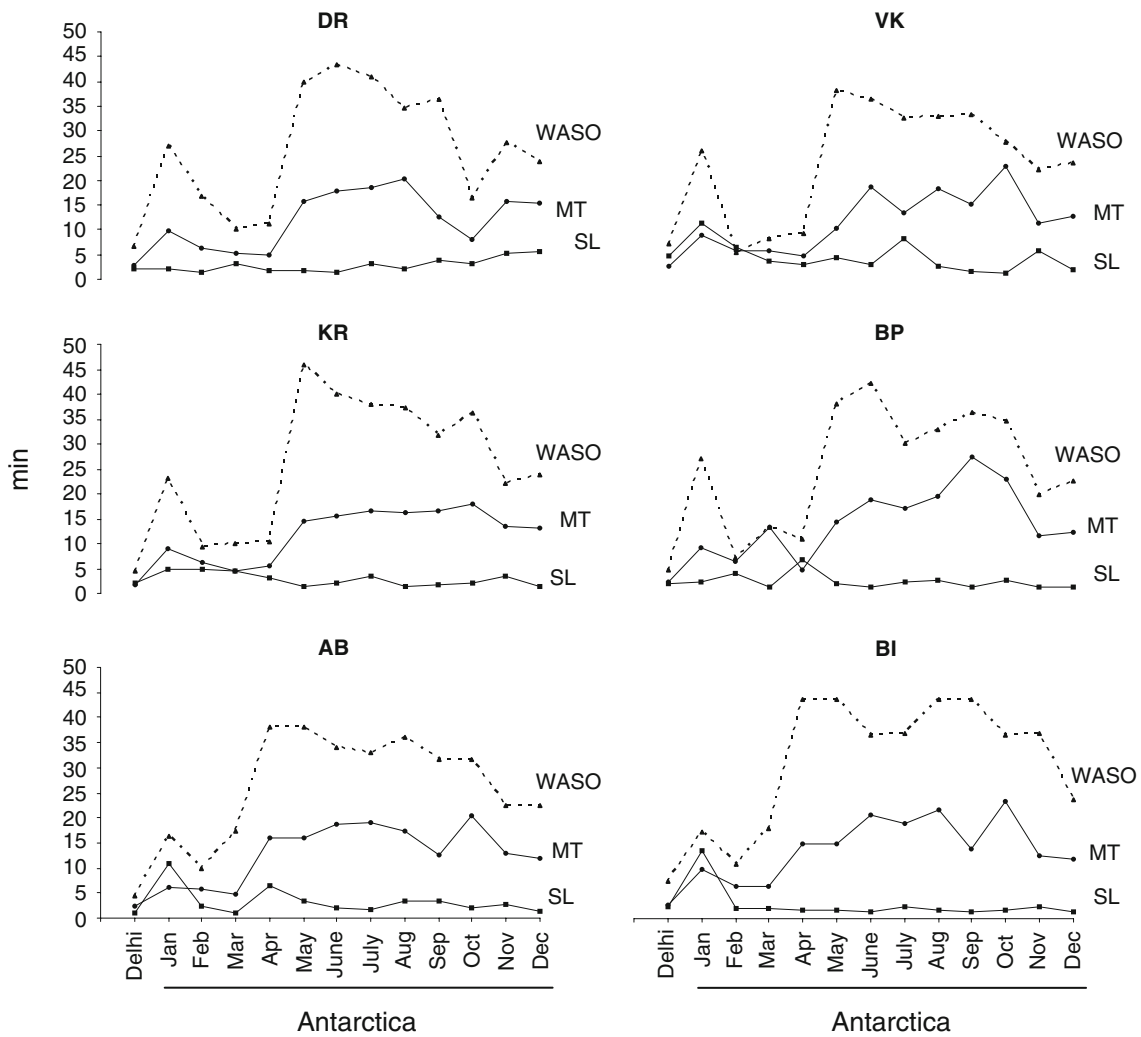 DR
50
45
40
35
30
25
20
15
10
5
0
WASO
MT
SL
VK
WASO
MT
SL
min
KR
50
45
40
35
30
25
20
15
10
5
0
WASO
MT
SL
BP
WASO
MT
SL
AB
50
45
40
35
30
25
20
15
10
5
0
WASO
MT
SL
BI
WASO
MT
SL
Delhi Jan Feb Mar Apr May June July Aug Sep Oct Nov Dec
Antarctica
Delhi Jan Feb Mar Apr May June July Aug Sep Oct Nov Dec
Antarctica